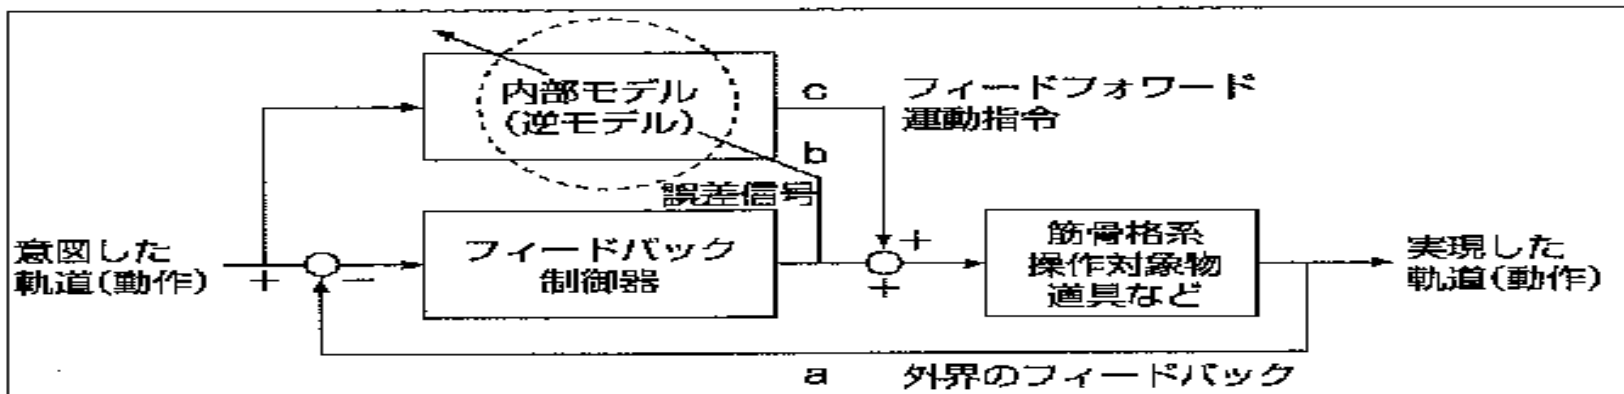 内部モデル
(逆モデル)
c
フィードフォワード
運動指令
b
誤差信号
意図した
軌道(動作)
+
−
フィードバック
制御器
+
+
筋骨格系
操作対象物
道具など
実現した
軌道(動作)
a
外界のフィードバック